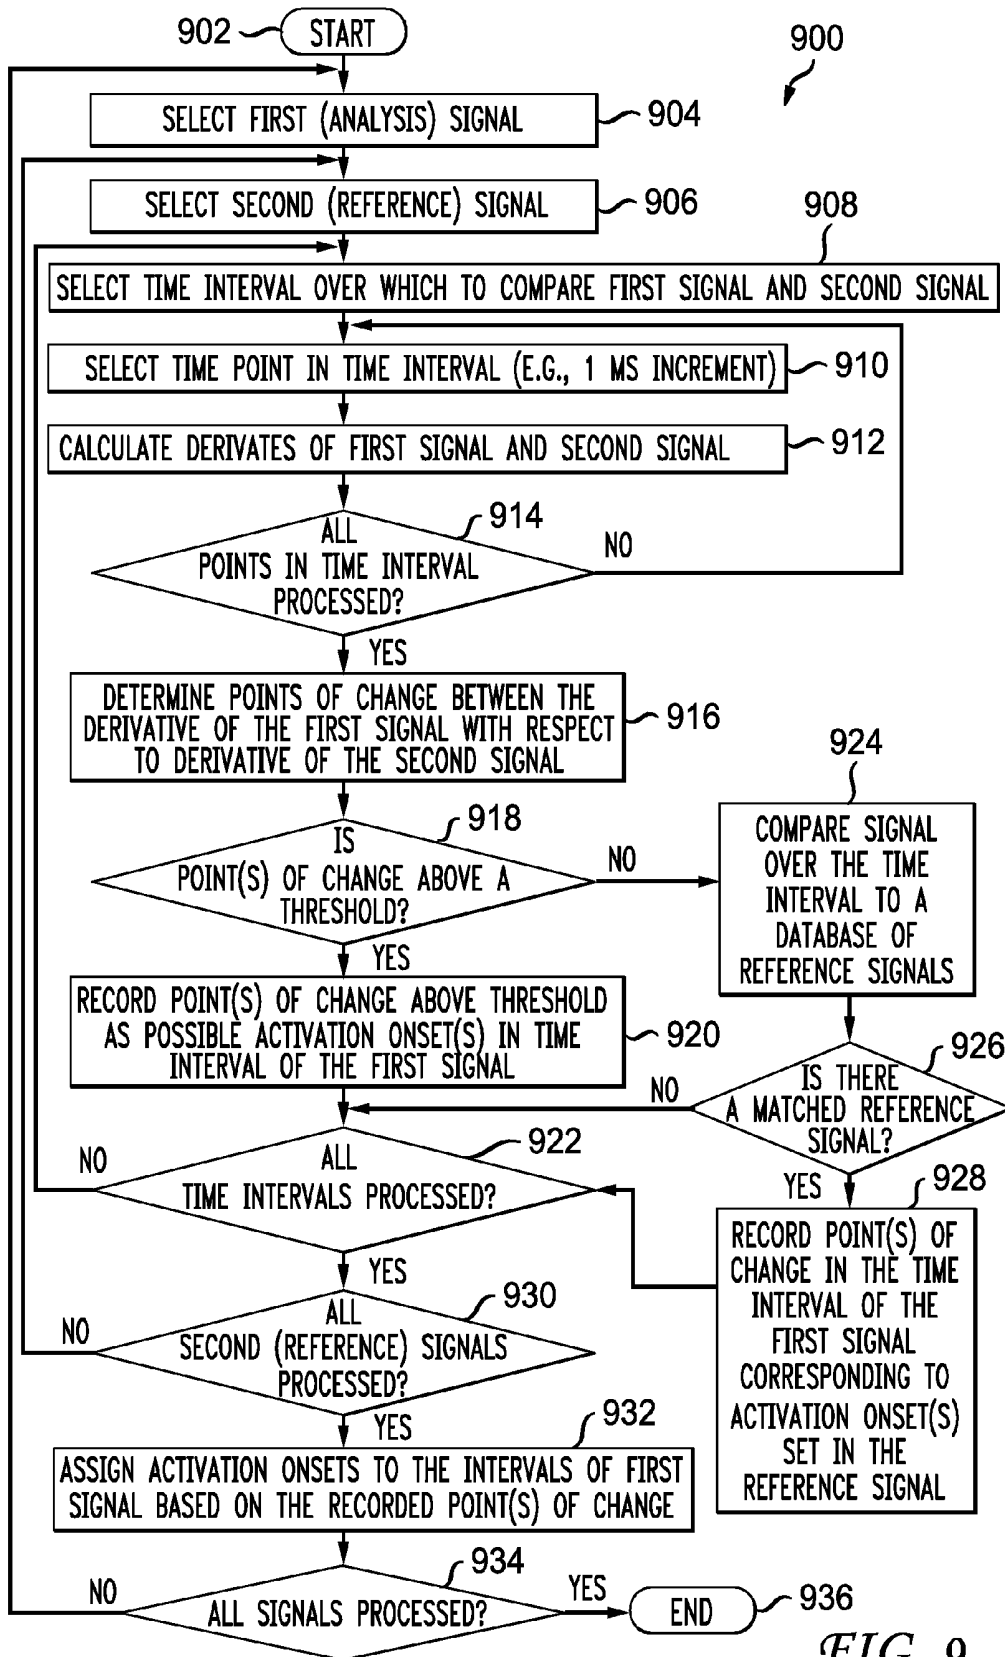 902
START
900
SELECT FIRST (ANALYSIS) SIGNAL
904
SELECT SECOND (REFERENCE) SIGNAL
906
908
SELECT TIME INTERVAL OVER WHICH TO COMPARE FIRST SIGNAL AND SECOND SIGNAL
SELECT TIME POINT IN TIME INTERVAL (E.G., 1 MS INCREMENT)
910
CALCULATE DERIVATES OF FIRST SIGNAL AND SECOND SIGNAL
912
914
ALL
POINTS IN TIME INTERVAL
PROCESSED?
NO
YES
DETERMINE POINTS OF CHANGE BETWEEN THE
DERIVATIVE OF THE FIRST SIGNAL WITH RESPECT
TO DERIVATIVE OF THE SECOND SIGNAL
916
918
IS
POINT(S) OF CHANGE ABOVE A
THRESHOLD?
NO
YES
924
COMPARE SIGNAL
OVER THE TIME
INTERVAL TO A
DATABASE OF
REFERENCE SIGNALS
RECORD POINT(S) OF CHANGE ABOVE THRESHOLD
AS POSSIBLE ACTIVATION ONSET(S) IN TIME
INTERVAL OF THE FIRST SIGNAL
920
926
IS THERE
A MATCHED REFERENCE
SIGNAL?
NO
YES
922
ALL
TIME INTERVALS PROCESSED?
NO
YES
928
RECORD POINT(S) OF
CHANGE IN THE TIME
INTERVAL OF THE
FIRST SIGNAL
CORRESPONDING TO
ACTIVATION ONSET(S)
SET IN THE
REFERENCE SIGNAL
930
ALL
SECOND (REFERENCE) SIGNALS
PROCESSED?
NO
YES
932
ASSIGN ACTIVATION ONSETS TO THE INTERVALS OF FIRST
SIGNAL BASED ON THE RECORDED POINT(S) OF CHANGE
934
ALL SIGNALS PROCESSED?
NO
YES
END
936
FIG. 9